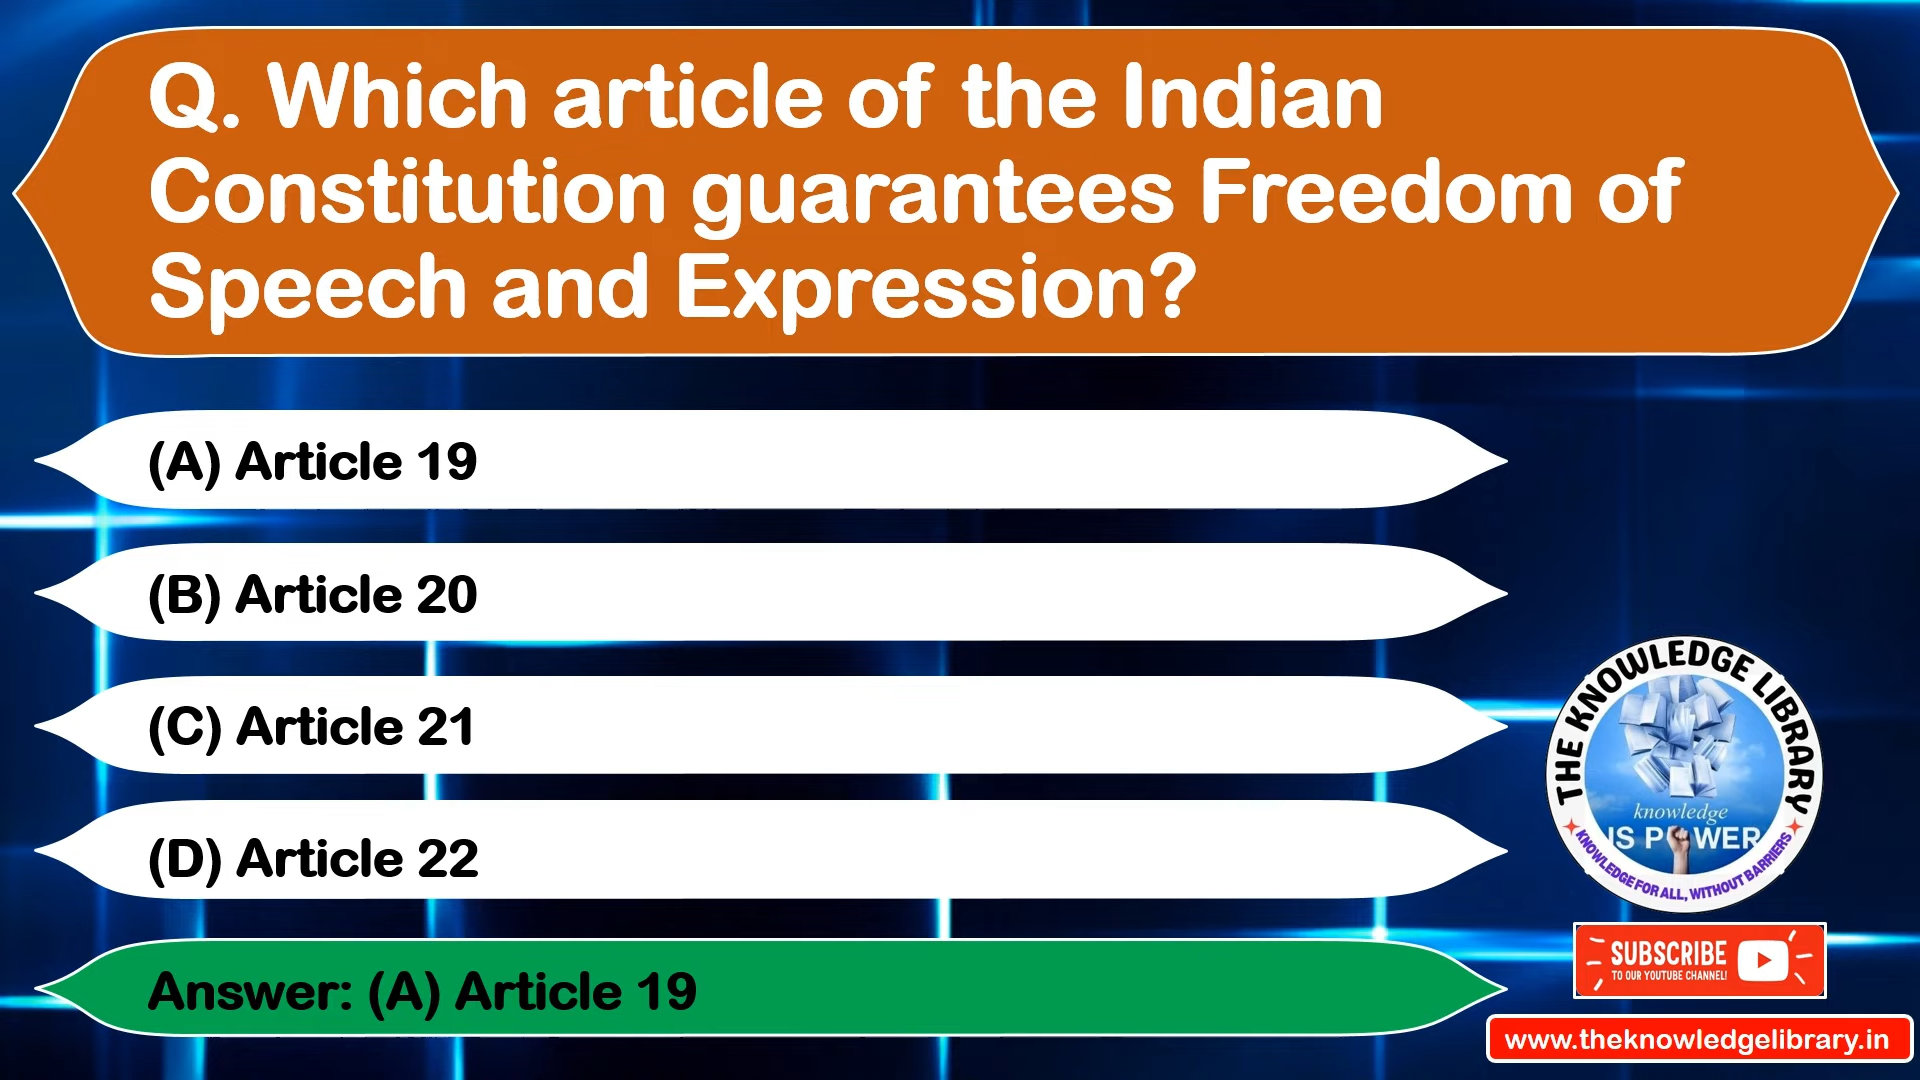 Q. Which article of the Indian
Constitution guarantees Freedom of
Speech and Expression?
(A) Article 19
(B) Article 20
(C) Article 21
(D) Article 22
Answer: (A) Article 19
THE KNOWLEDGE LIBRARY
knowledge
IS POWER
KNOWLEDGE FOR ALL, WITHOUT BARRIERS
SUBSCRIBE
TO OUR YOUTUBE CHANNEL!
www.theknowledgelibrary.in